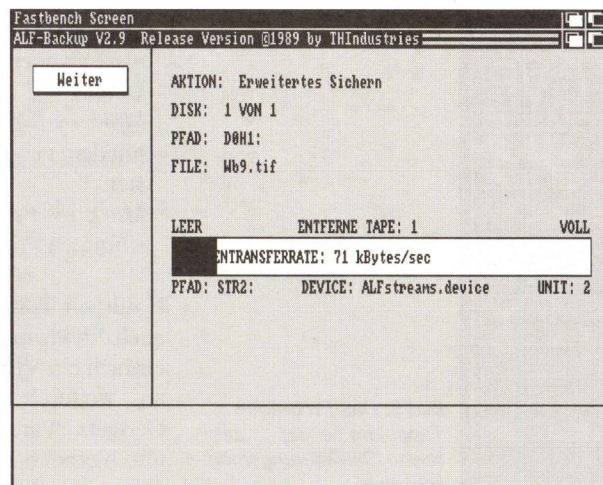 Fastbench Screen
ALF-Backup V2.9 Release Version ©1989 by THIndustries
Weiter
AKTION: Erweitertes Sichern
DISK: 1 VON 1
PFAD: D0H1:
FILE: Wb9.tif
LEER ENTFERNE TAPE: 1 VOLL
ENTRANSFERRATE: 71 kBytes/sec
PFAD: STR2: DEVICE: ALFstreams.device UNIT: 2